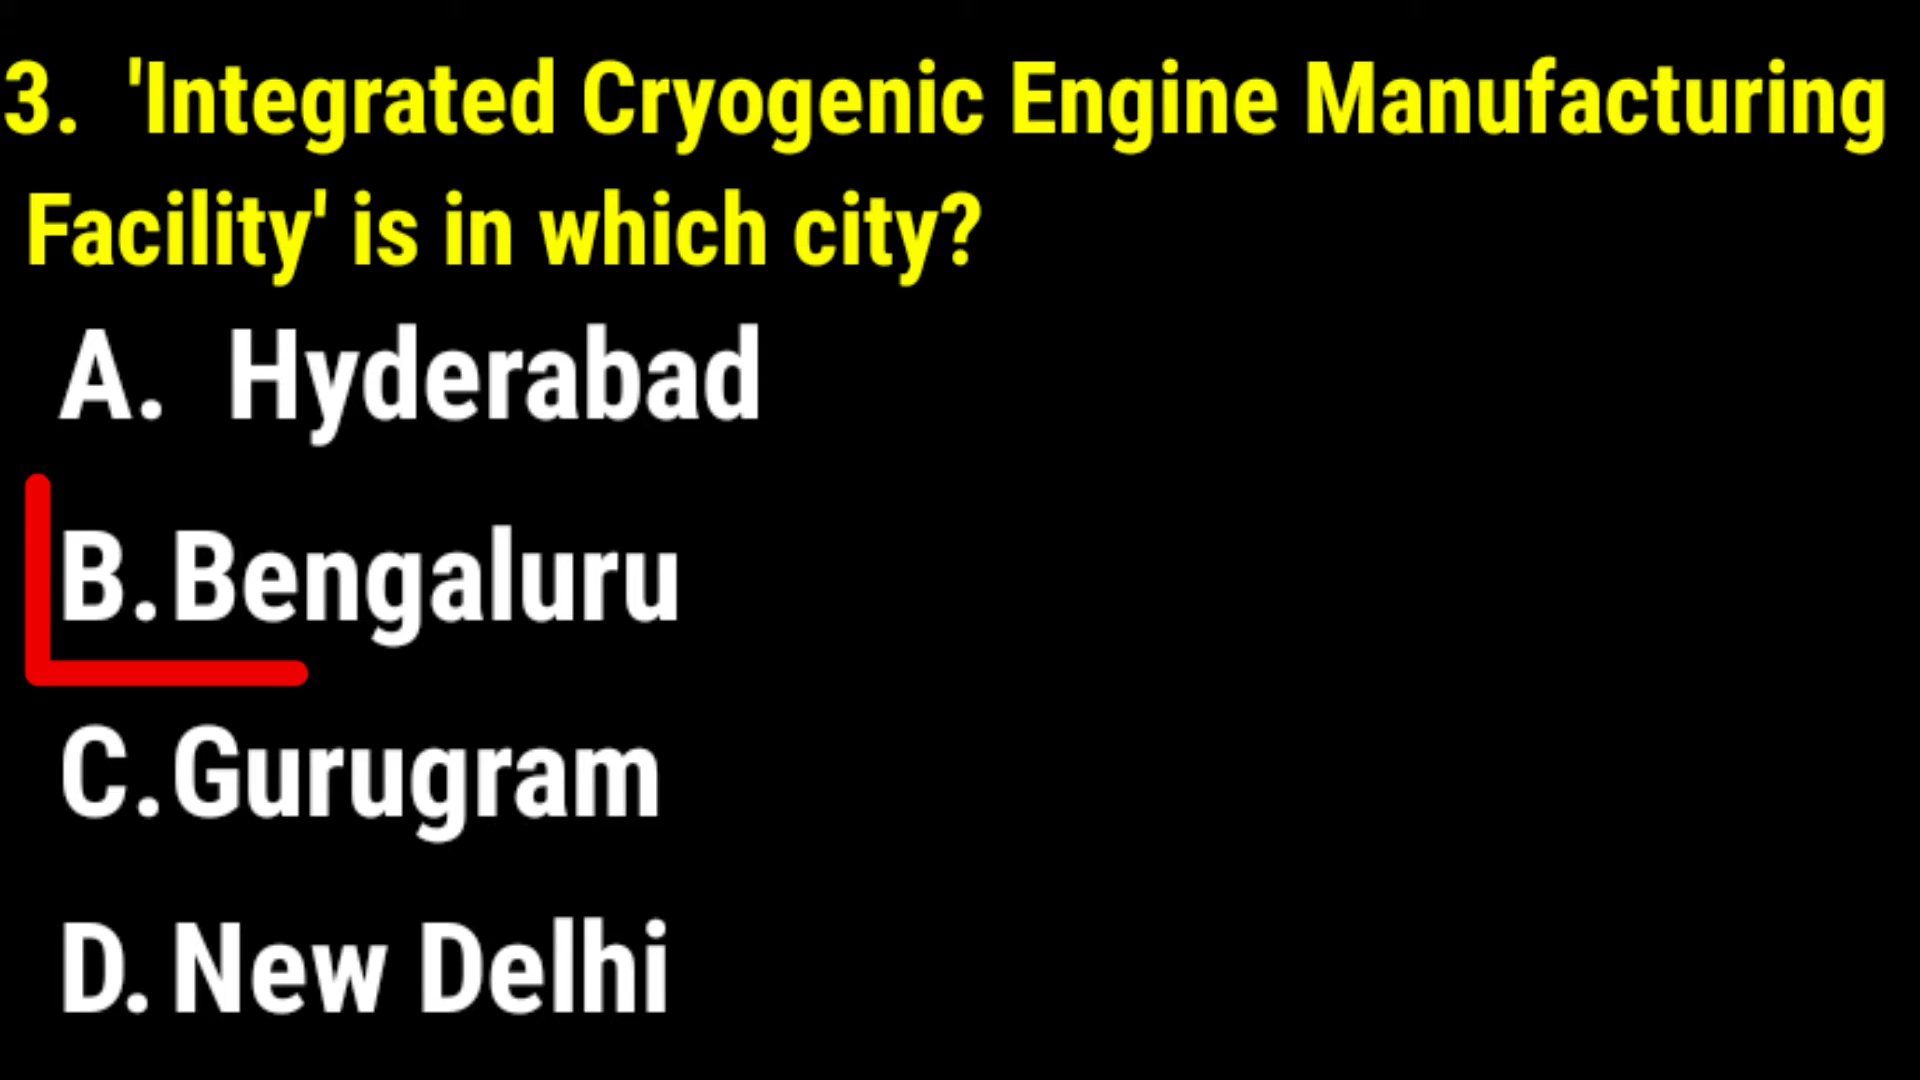 3. 'Integrated Cryogenic Engine Manufacturing
Facility' is in which city?
A. Hyderabad
B. Bengaluru
C. Gurugram
D. New Delhi